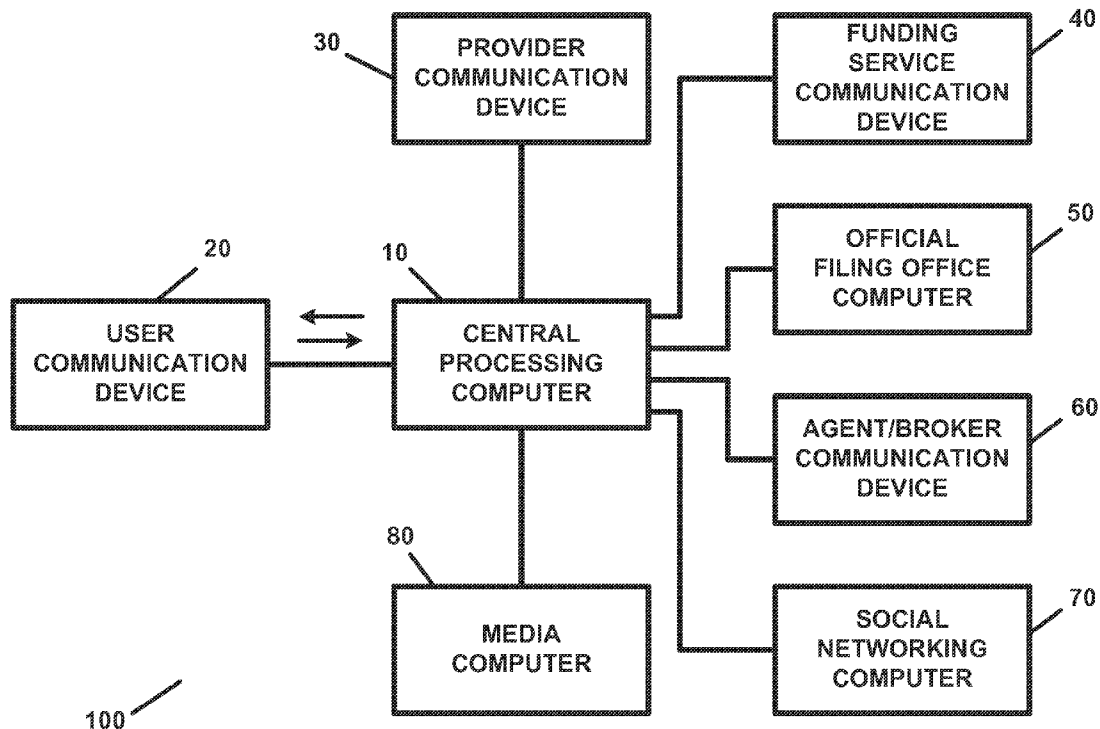 30
PROVIDER
COMMUNICATION
DEVICE
40
FUNDING
SERVICE
COMMUNICATION
DEVICE
20
USER
COMMUNICATION
DEVICE
10
CENTRAL
PROCESSING
COMPUTER
50
OFFICIAL
FILING OFFICE
COMPUTER
60
AGENT/BROKER
COMMUNICATION
DEVICE
80
MEDIA
COMPUTER
70
SOCIAL
NETWORKING
COMPUTER
100